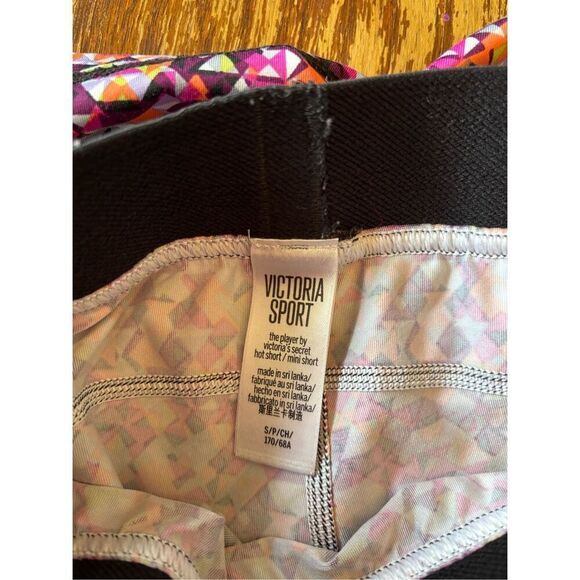 VICTORIA
SPORT
the player by
victoria's secret
hot short / mini short
made in sri lanka/
fabriqué au sri lanka/
hecho en sri lanka/
fabbricato in sri lanka/
斯里兰卡制造
S/P/CH/
170/68A